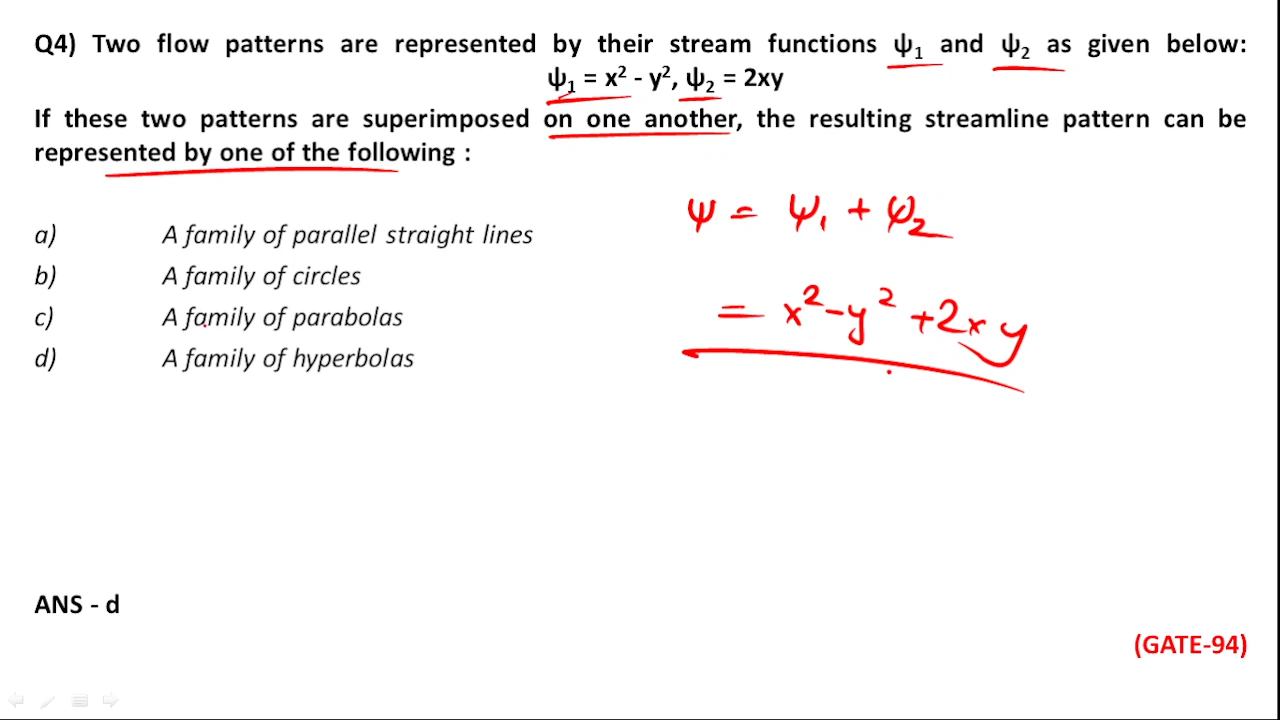 Q4) Two flow patterns are represented by their stream functions ψ₁ and ψ₂ as given below:
ψ₁ = x² - y², ψ₂ = 2xy
If these two patterns are superimposed on one another, the resulting streamline pattern can be
represented by one of the following :
a) A family of parallel straight lines
b) A family of circles
c) A family of parabolas
d) A family of hyperbolas
ψ = ψ₁ + ψ₂
= x² - y² + 2xy
ANS - d
(GATE-94)